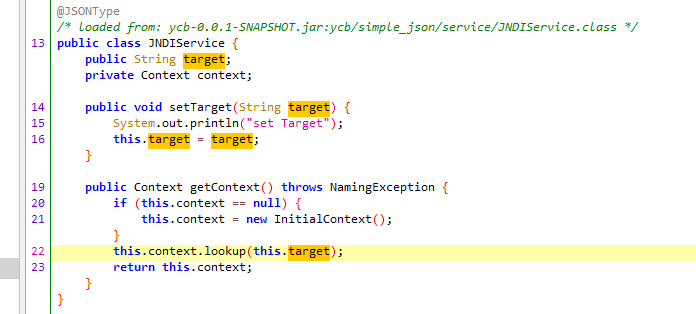 @JSONType
/* loaded from: ycb-0.0.1-SNAPSHOT.jar:ycb/simple_json/service/JNDIService.class */
13 public class JNDIService {
public String target;
private Context context;
14 public void setTarget(String target) {
15 System.out.println("set Target");
16 this.target = target;
}
19 public Context getContext() throws NamingException {
20 if (this.context == null) {
21 this.context = new InitialContext();
}
22 this.context.lookup(this.target);
23 return this.context;
}
}